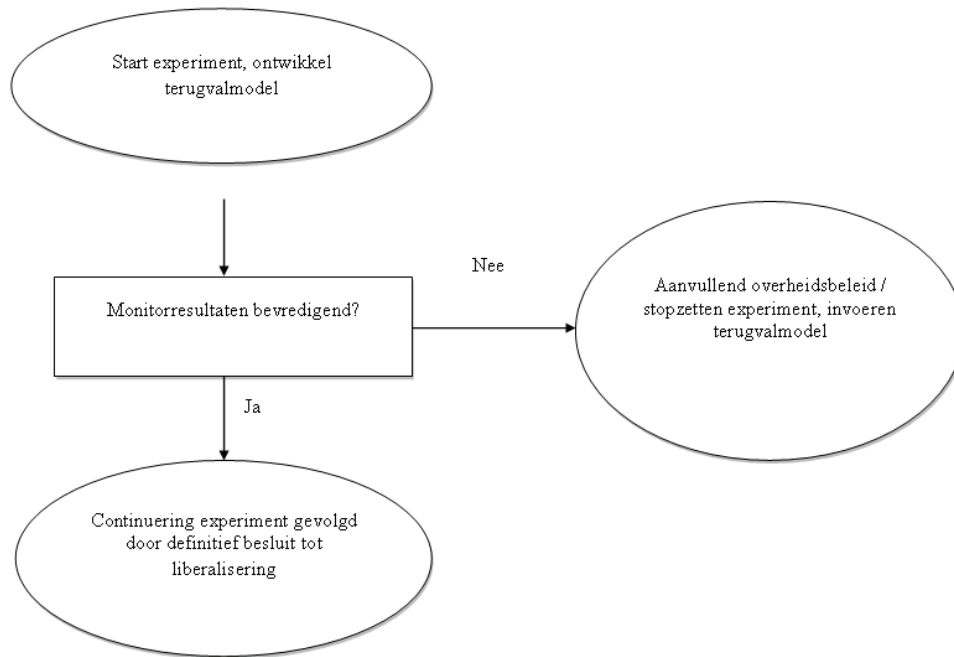 Start experiment, ontwikkel
terugvalmodel
Nee
Monitorresultaten bevredigend?
Aanvullend overheidsbeleid /
stopzetten experiment, invoeren
terugvalmodel
Ja
Continuering experiment gevolgd
door definitief besluit tot
liberalisering